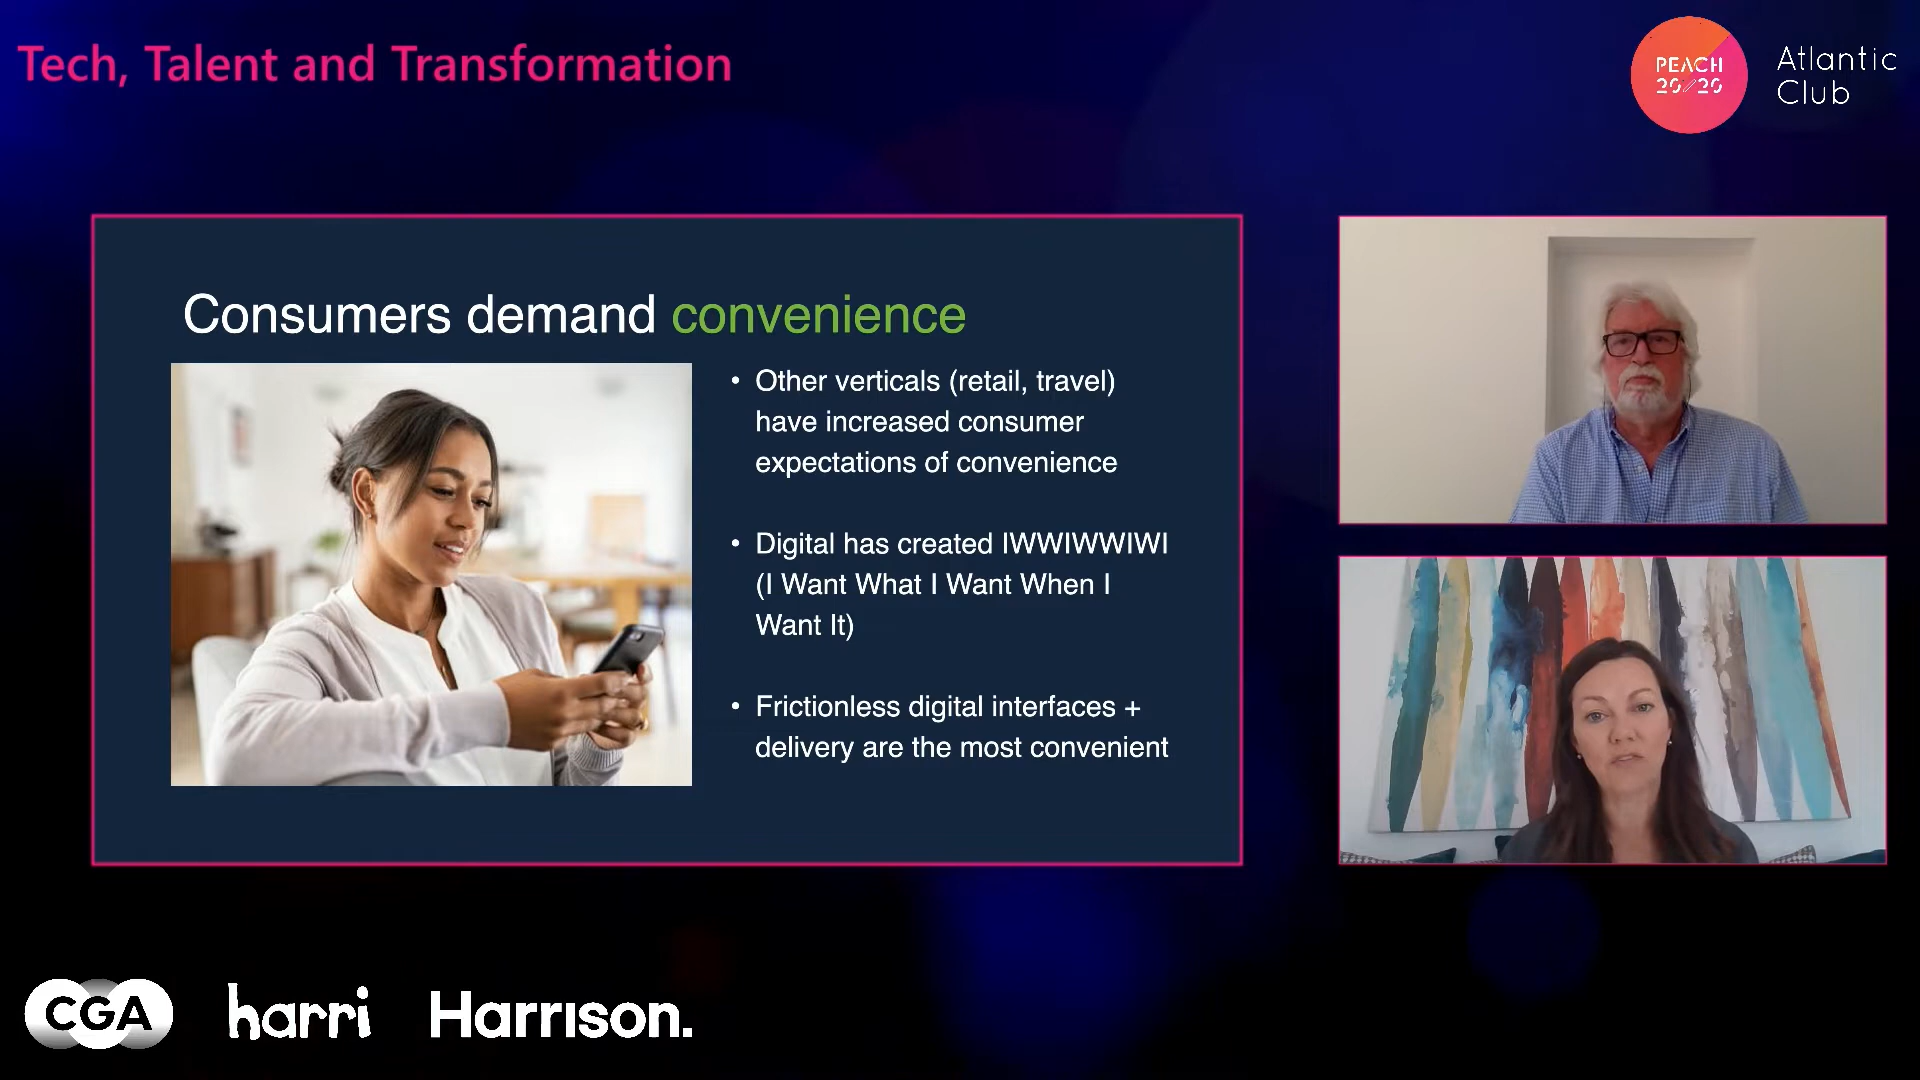 Tech, Talent and Transformation
PEACH
20//20
Atlantic
Club
Consumers demand convenience
• Other verticals (retail, travel)
have increased consumer
expectations of convenience
• Digital has created IWWIWWIWI
(I Want What I Want When I
Want It)
• Frictionless digital interfaces +
delivery are the most convenient
CGA
harri
Harrison.